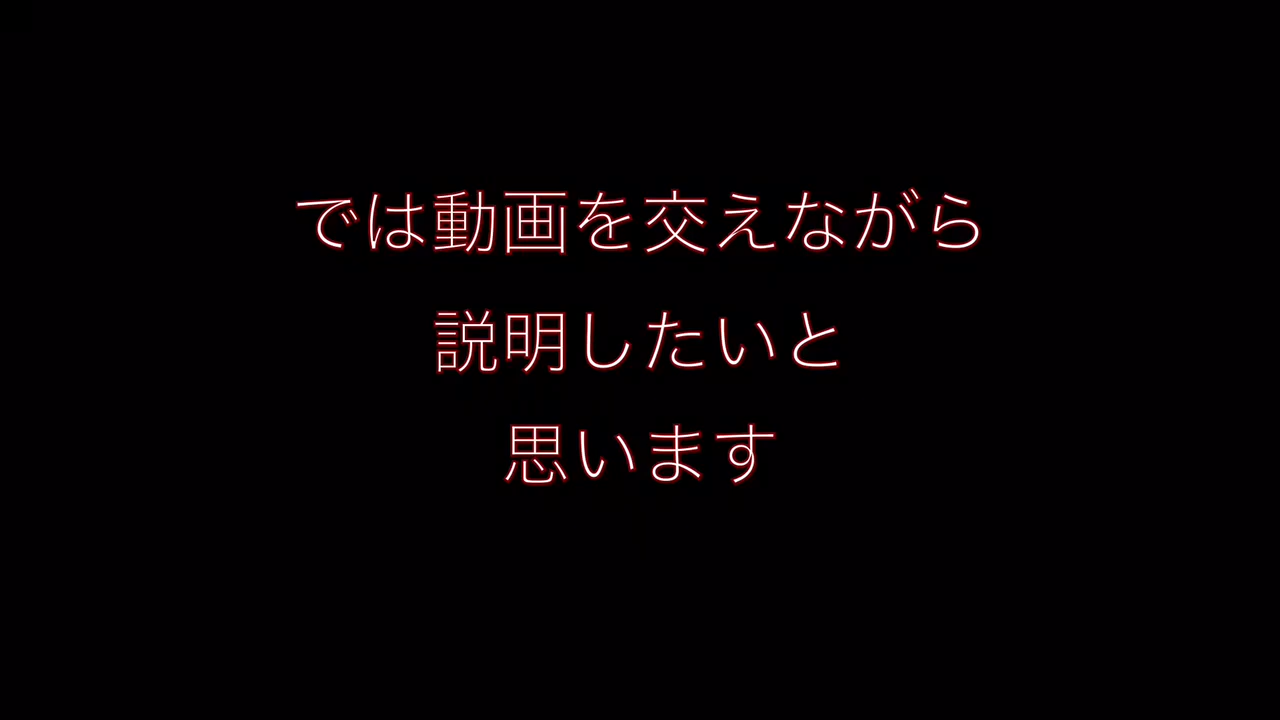 では動画を交えながら
説明したいと
思います